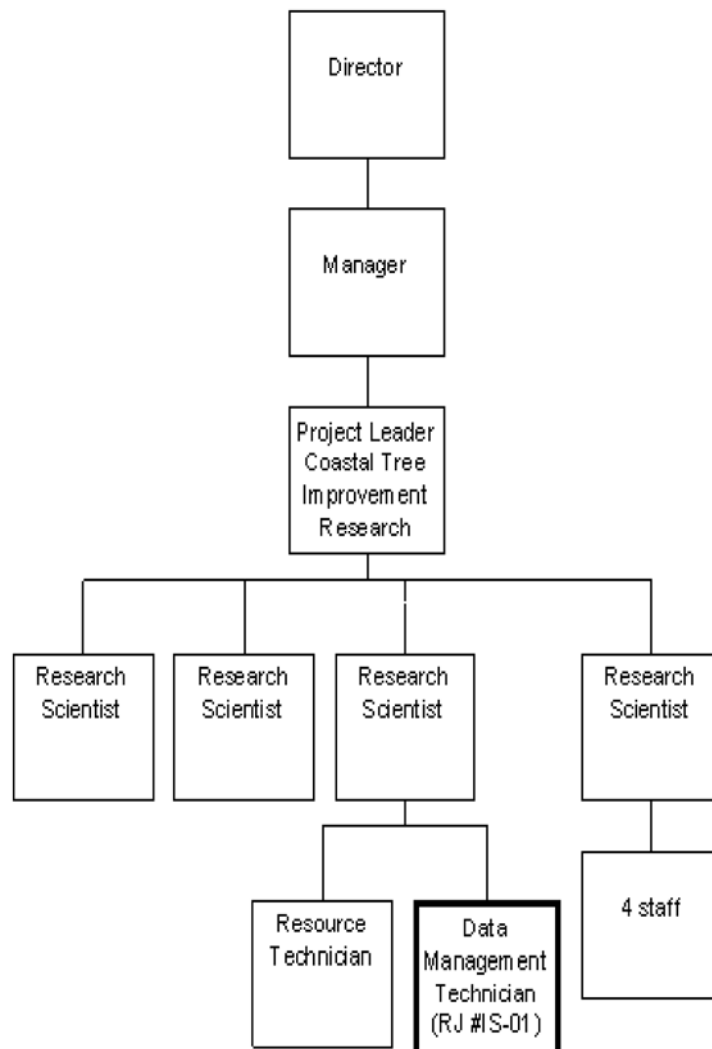 Director
Manager
Project Leader
Coastal Tree
Improvement
Research
Research
Scientist
Research
Scientist
Research
Scientist
Research
Scientist
Resource
Technician
Data
Management
Technician
(RJ #IS-01)
4 staff